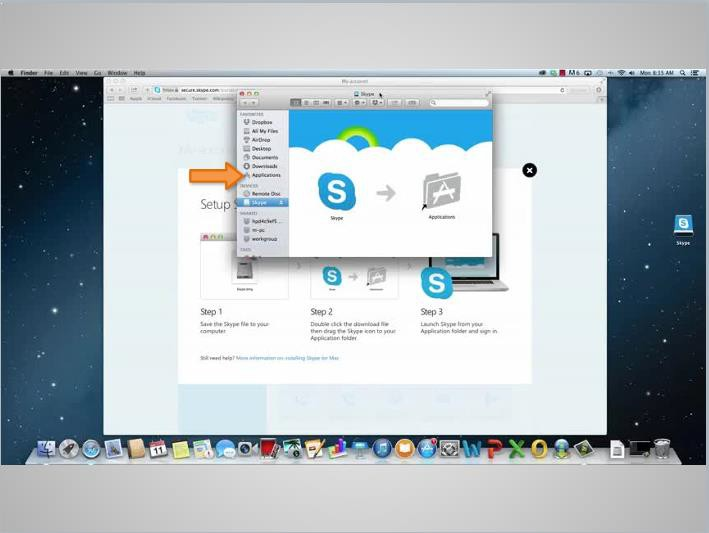 Finder File Edit View Go Window Help
Mon 8:15 AM
My account
secure.skype.com
Apple iCloud Facebook Twitter Wikipedia
Skype
FAVORITES
Dropbox
All My Files
AirDrop
Desktop
Documents
Downloads
Applications
DEVICES
Remote Disc
Skype
SHARED
hpd4c9ef5...
m-pc
workgroup
TAGS
Skype
Applications
Skype
Setup S
Step 1
Save the Skype file to your
computer
Step 2
Double click the download file
then drag the Skype icon to your
Application folder.
Step 3
Launch Skype from your
Application folder and sign in.
Still need help? More information on installing Skype for Mac